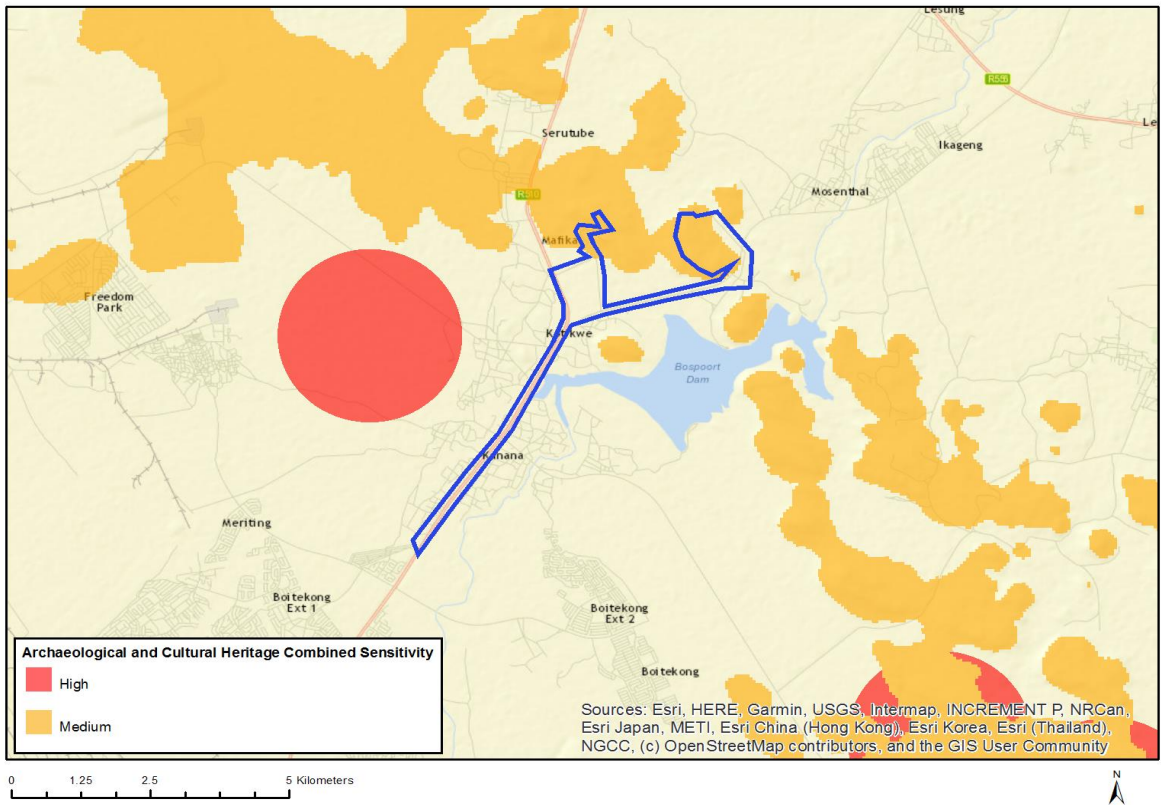 Lesung
R556
Le
Serutube
Ikageng
Mosenthal
R510
Mafika
Freedom
Park
Bospoort
Dam
Kanana
Meriting
Boitekong
Ext 1
Boitekong
Ext 2
Boitekong
Archaeological and Cultural Heritage Combined Sensitivity
High
Medium
Sources: Esri, HERE, Garmin, USGS, Intermap, INCREMENT P, NRCan,
Esri Japan, METI, Esri China (Hong Kong), Esri Korea, Esri (Thailand),
NGCC, (c) OpenStreetMap contributors, and the GIS User Community
0 1.25 2.5 5 Kilometers
N